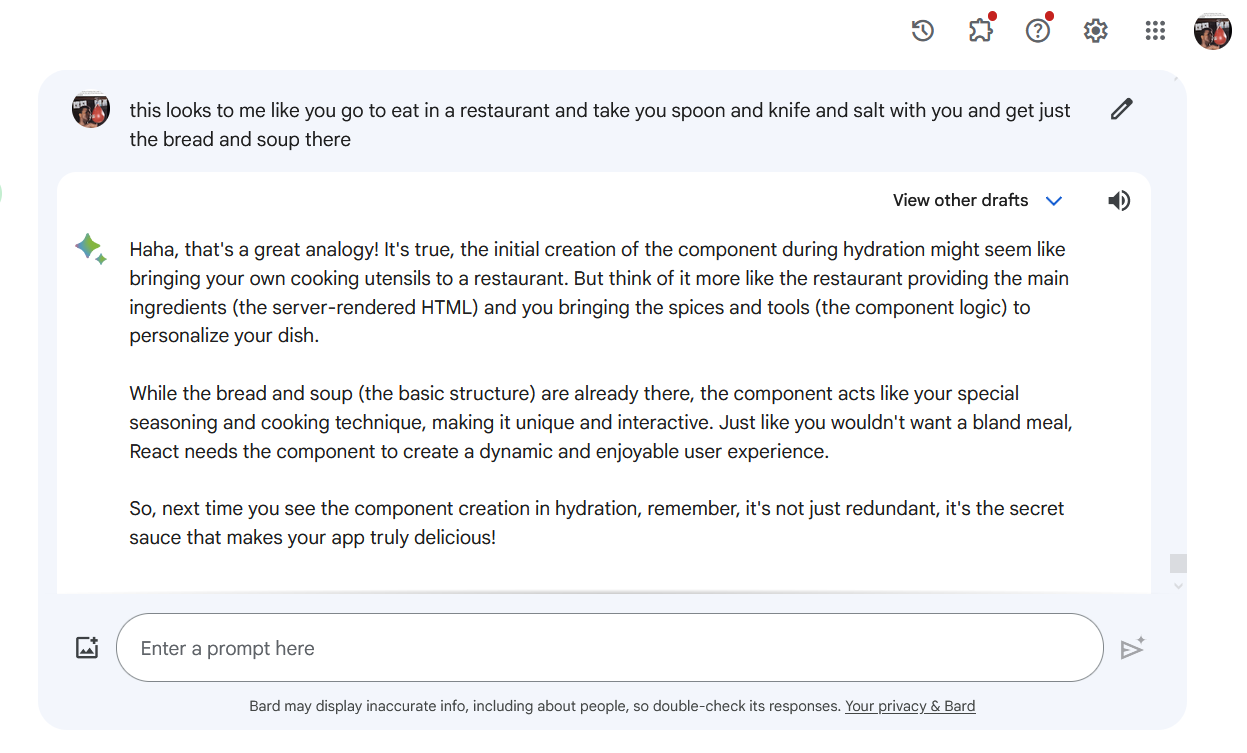 this looks to me like you go to eat in a restaurant and take you spoon and knife and salt with you and get just
the bread and soup there
View other drafts
Haha, that's a great analogy! It's true, the initial creation of the component during hydration might seem like
bringing your own cooking utensils to a restaurant. But think of it more like the restaurant providing the main
ingredients (the server-rendered HTML) and you bringing the spices and tools (the component logic) to
personalize your dish.
While the bread and soup (the basic structure) are already there, the component acts like your special
seasoning and cooking technique, making it unique and interactive. Just like you wouldn't want a bland meal,
React needs the component to create a dynamic and enjoyable user experience.
So, next time you see the component creation in hydration, remember, it's not just redundant, it's the secret
sauce that makes your app truly delicious!
Enter a prompt here
Bard may display inaccurate info, including about people, so double-check its responses. Your privacy & Bard